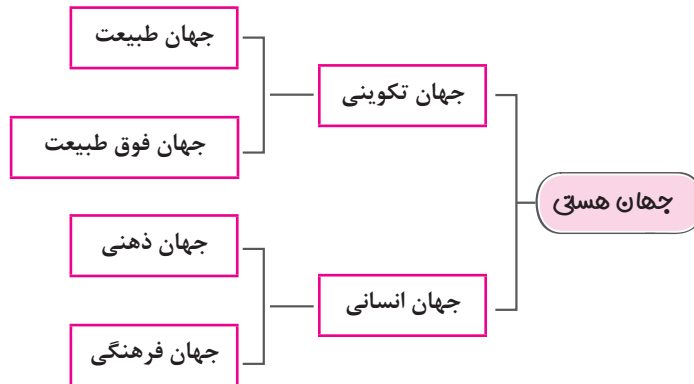 جهان هستی
جهان تکوینی
جهان طبیعت
جهان فوق طبیعت
جهان انسانی
جهان ذهنی
جهان فرهنگی